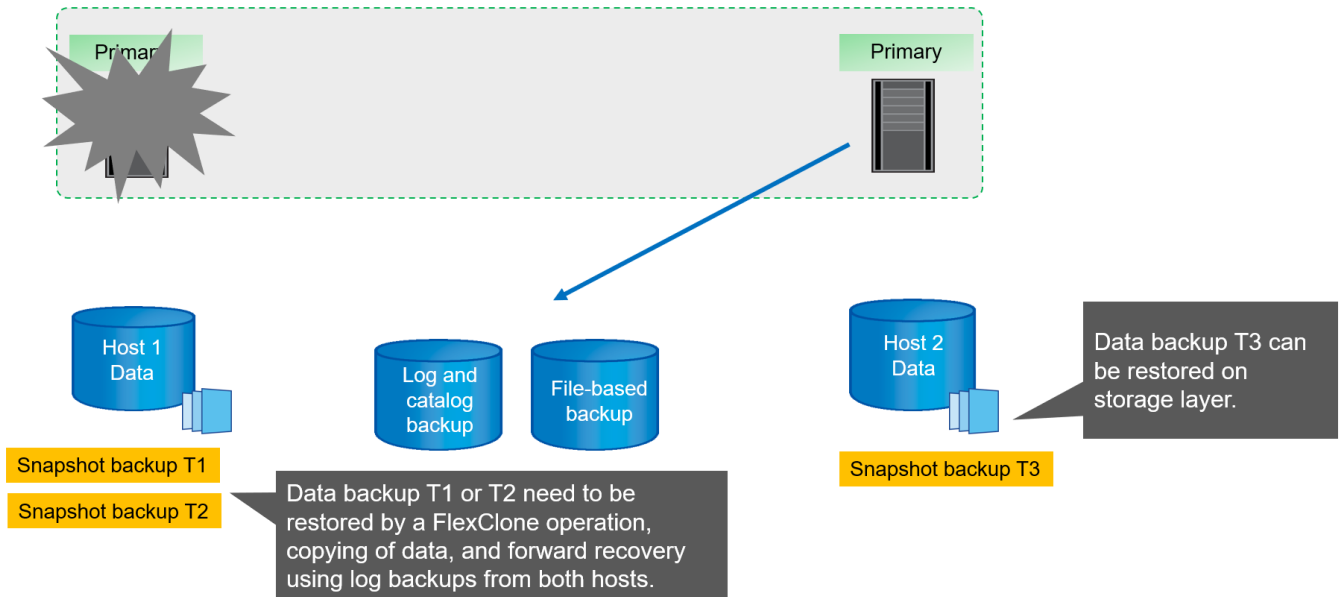 Primary
Primary
Host 1
Data
Log and
catalog
backup
File-based
backup
Host 2
Data
Data backup T3 can
be restored on
storage layer.
Snapshot backup T1
Snapshot backup T2
Snapshot backup T3
Data backup T1 or T2 need to be
restored by a FlexClone operation,
copying of data, and forward recovery
using log backups from both hosts.